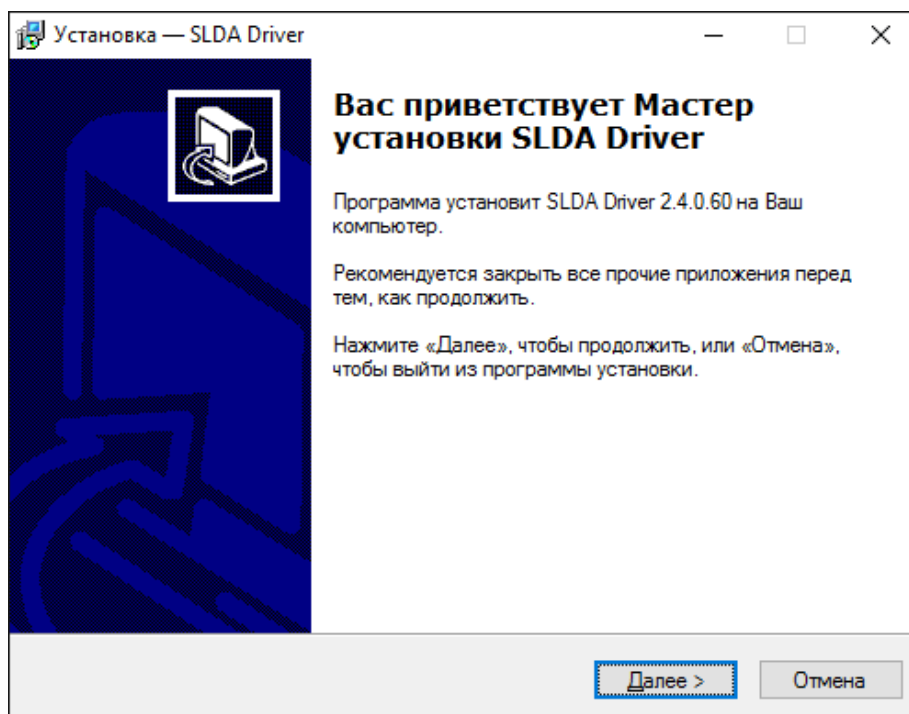 Установка — SLDA Driver
Вас приветствует Мастер
установки SLDA Driver
Программа установит SLDA Driver 2.4.0.60 на Ваш
компьютер.
Рекомендуется закрыть все прочие приложения перед
тем, как продолжить.
Нажмите «Далее», чтобы продолжить, или «Отмена»,
чтобы выйти из программы установки.
Далее >
Отмена